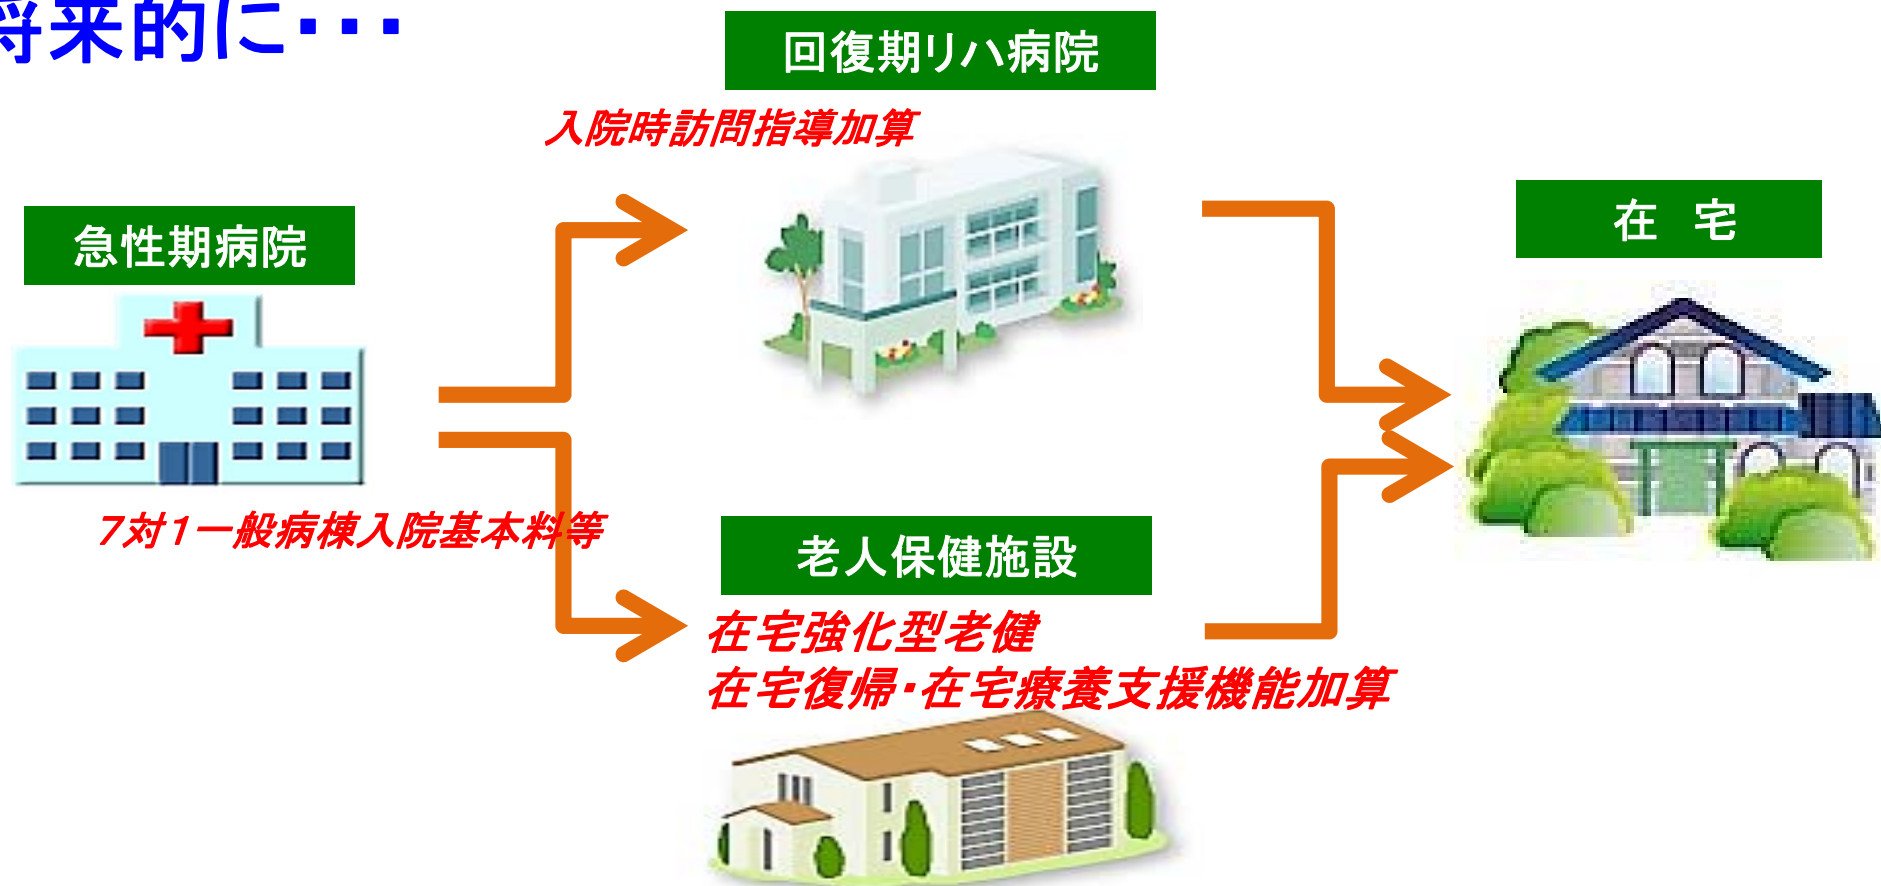 将来的に・・・
回復期リハ病院
入院時訪問指導加算
急性期病院
在　宅
7対1一般病棟入院基本料等
老人保健施設
在宅強化型老健
在宅復帰・在宅療養支援機能加算